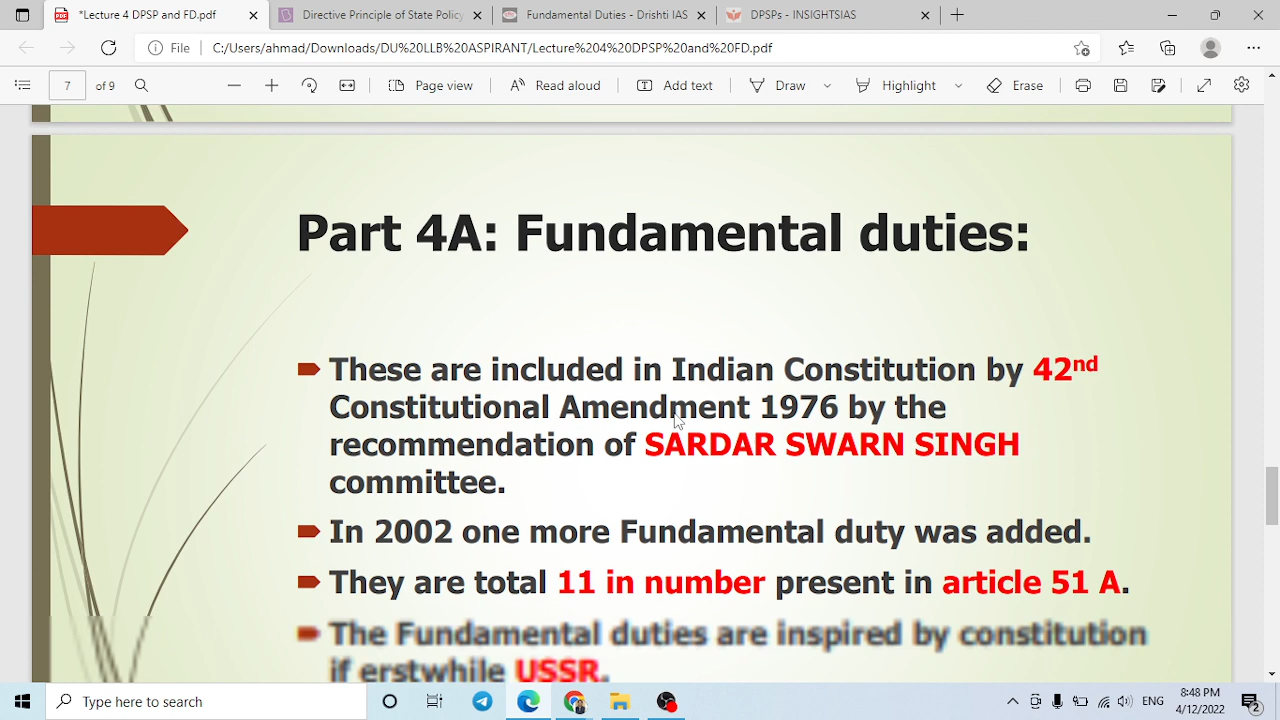 *Lecture 4 DPSP and FD.pdf
Directive Principle of State Policy
Fundamental Duties - Drishti IAS
DPSPs - INSIGHTSIAS
File
C:/Users/ahmad/Downloads/DU%20LLB%20ASPIRANT/Lecture%204%20DPSP%20and%20FD.pdf
7 of 9
Page view
Read aloud
Add text
Draw
Highlight
Erase
Part 4A: Fundamental duties:
These are included in Indian Constitution by 42nd
Constitutional Amendment 1976 by the
recommendation of SARDAR SWARN SINGH
committee.
In 2002 one more Fundamental duty was added.
They are total 11 in number present in article 51 A.
The Fundamental duties are inspired by constitution
if erstwhile USSR.
Type here to search
ENG
8:48 PM
4/12/2022
2